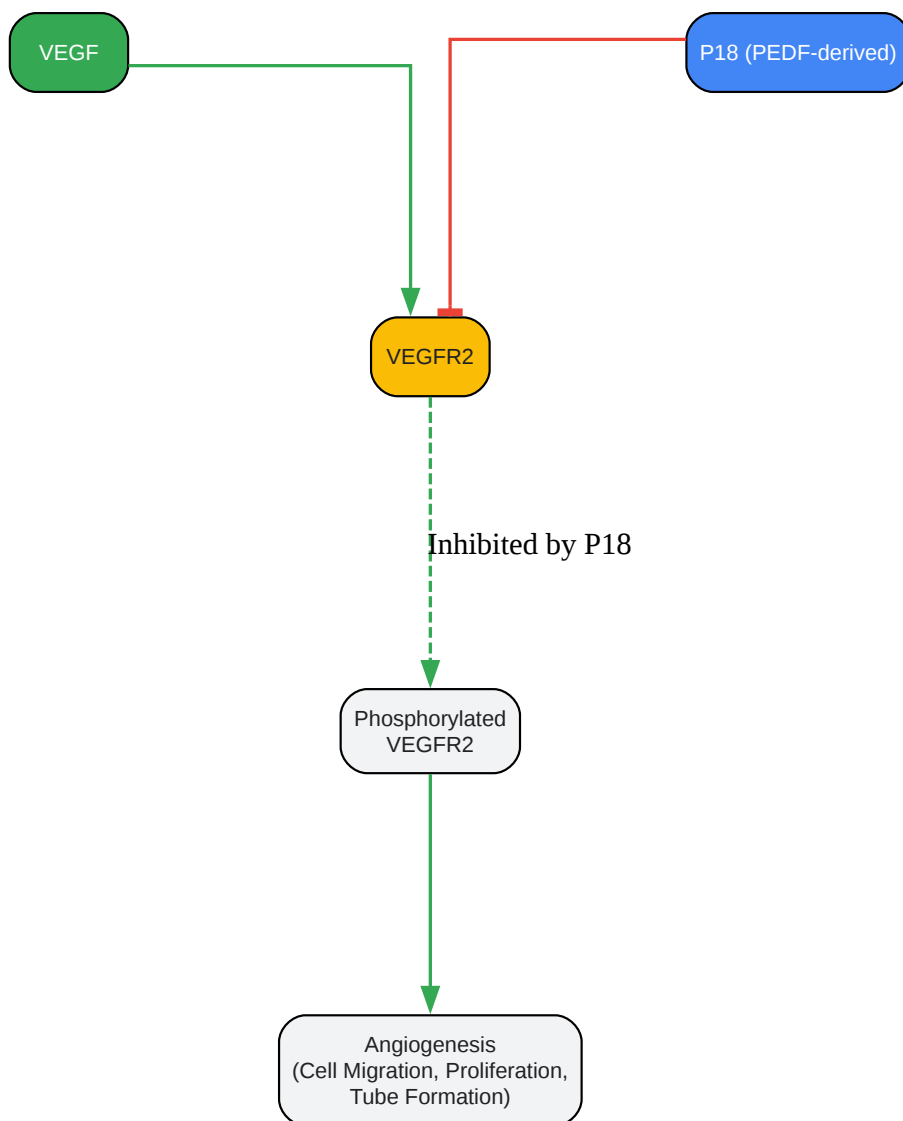 VEGF
P18 (PEDF-derived)
VEGFR2
Inhibited by P18
Phosphorylated
VEGFR2
Angiogenesis
(Cell Migration, Proliferation,
Tube Formation)